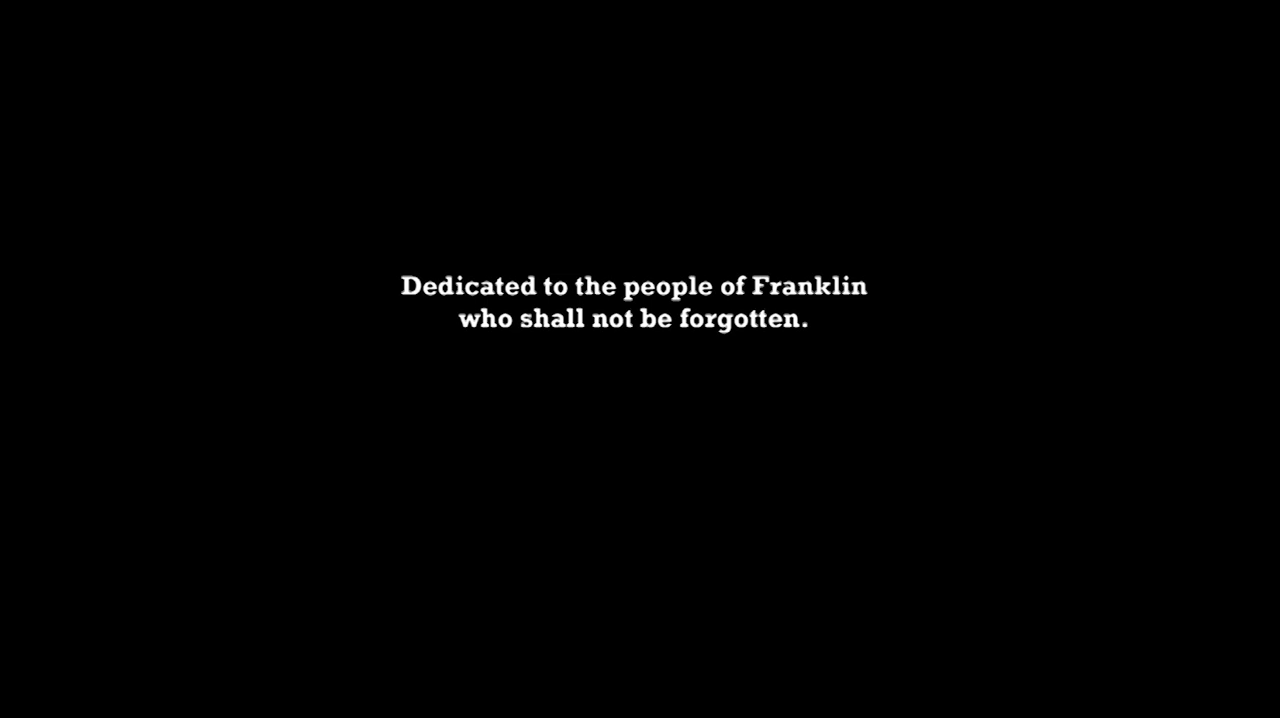 Dedicated to the people of Franklin
who shall not be forgotten.